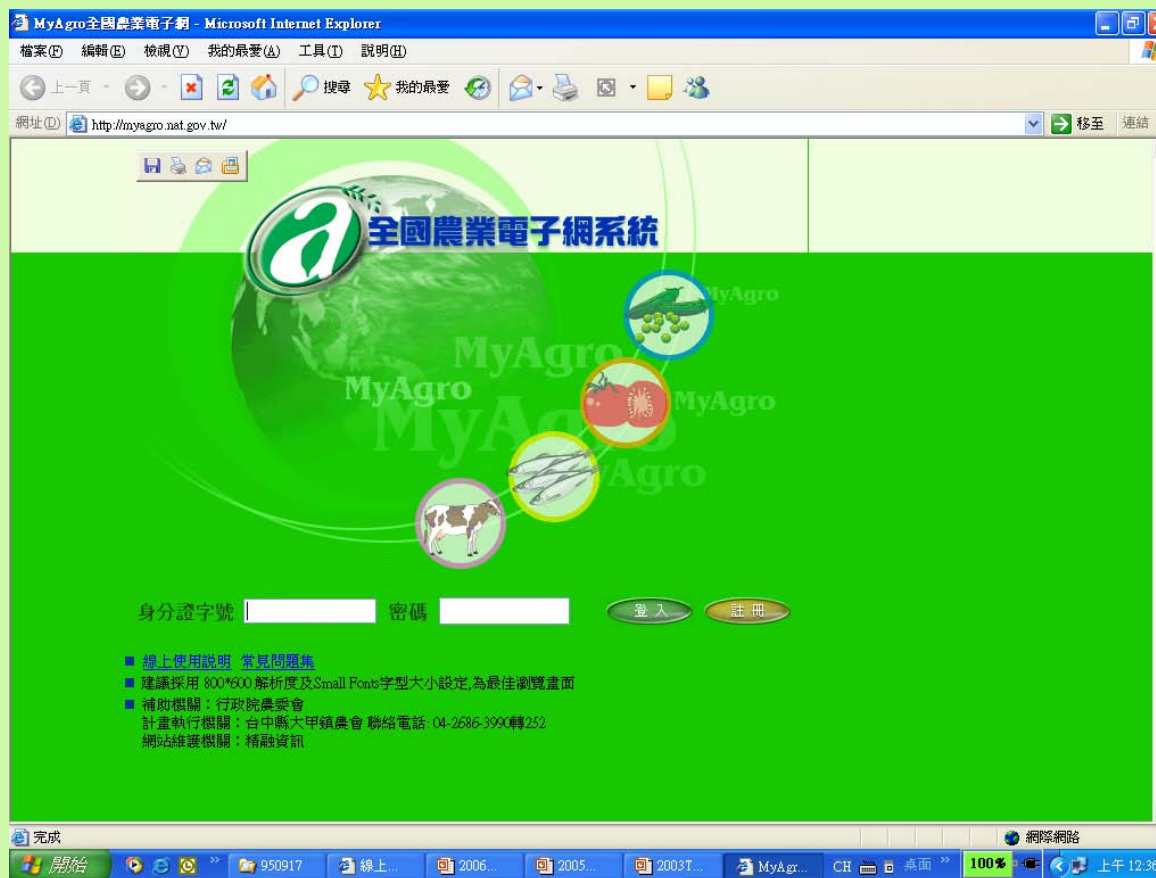 MyAgro全國農業電子網 - Microsoft Internet Explorer
檔案(F) 編輯(E) 檢視(V) 我的最愛(A) 工具(T) 說明(H)
上一頁 搜尋 我的最愛
網址(D) http://myagro.nat.gov.tw/ 移至 連結
a
全國農業電子網系統
MyAgro
MyAgro
MyAgro
MyAgro
MyAgro
MyAgro
身分證字號 密碼 登入 註冊
線上使用說明 常見問題集
建議採用 800*600 解析度及Small Fonts字型大小設定,為最佳瀏覽畫面
補助機關：行政院農委會
計畫執行機關：台中縣大甲鎮農會 聯絡電話: 04-2686-3990轉252
網站維護機關：精融資訊
完成 網際網路
開始 950917 線上... 2006... 2005... 2003T... MyAgr... CH 桌面 100% 上午 12:36